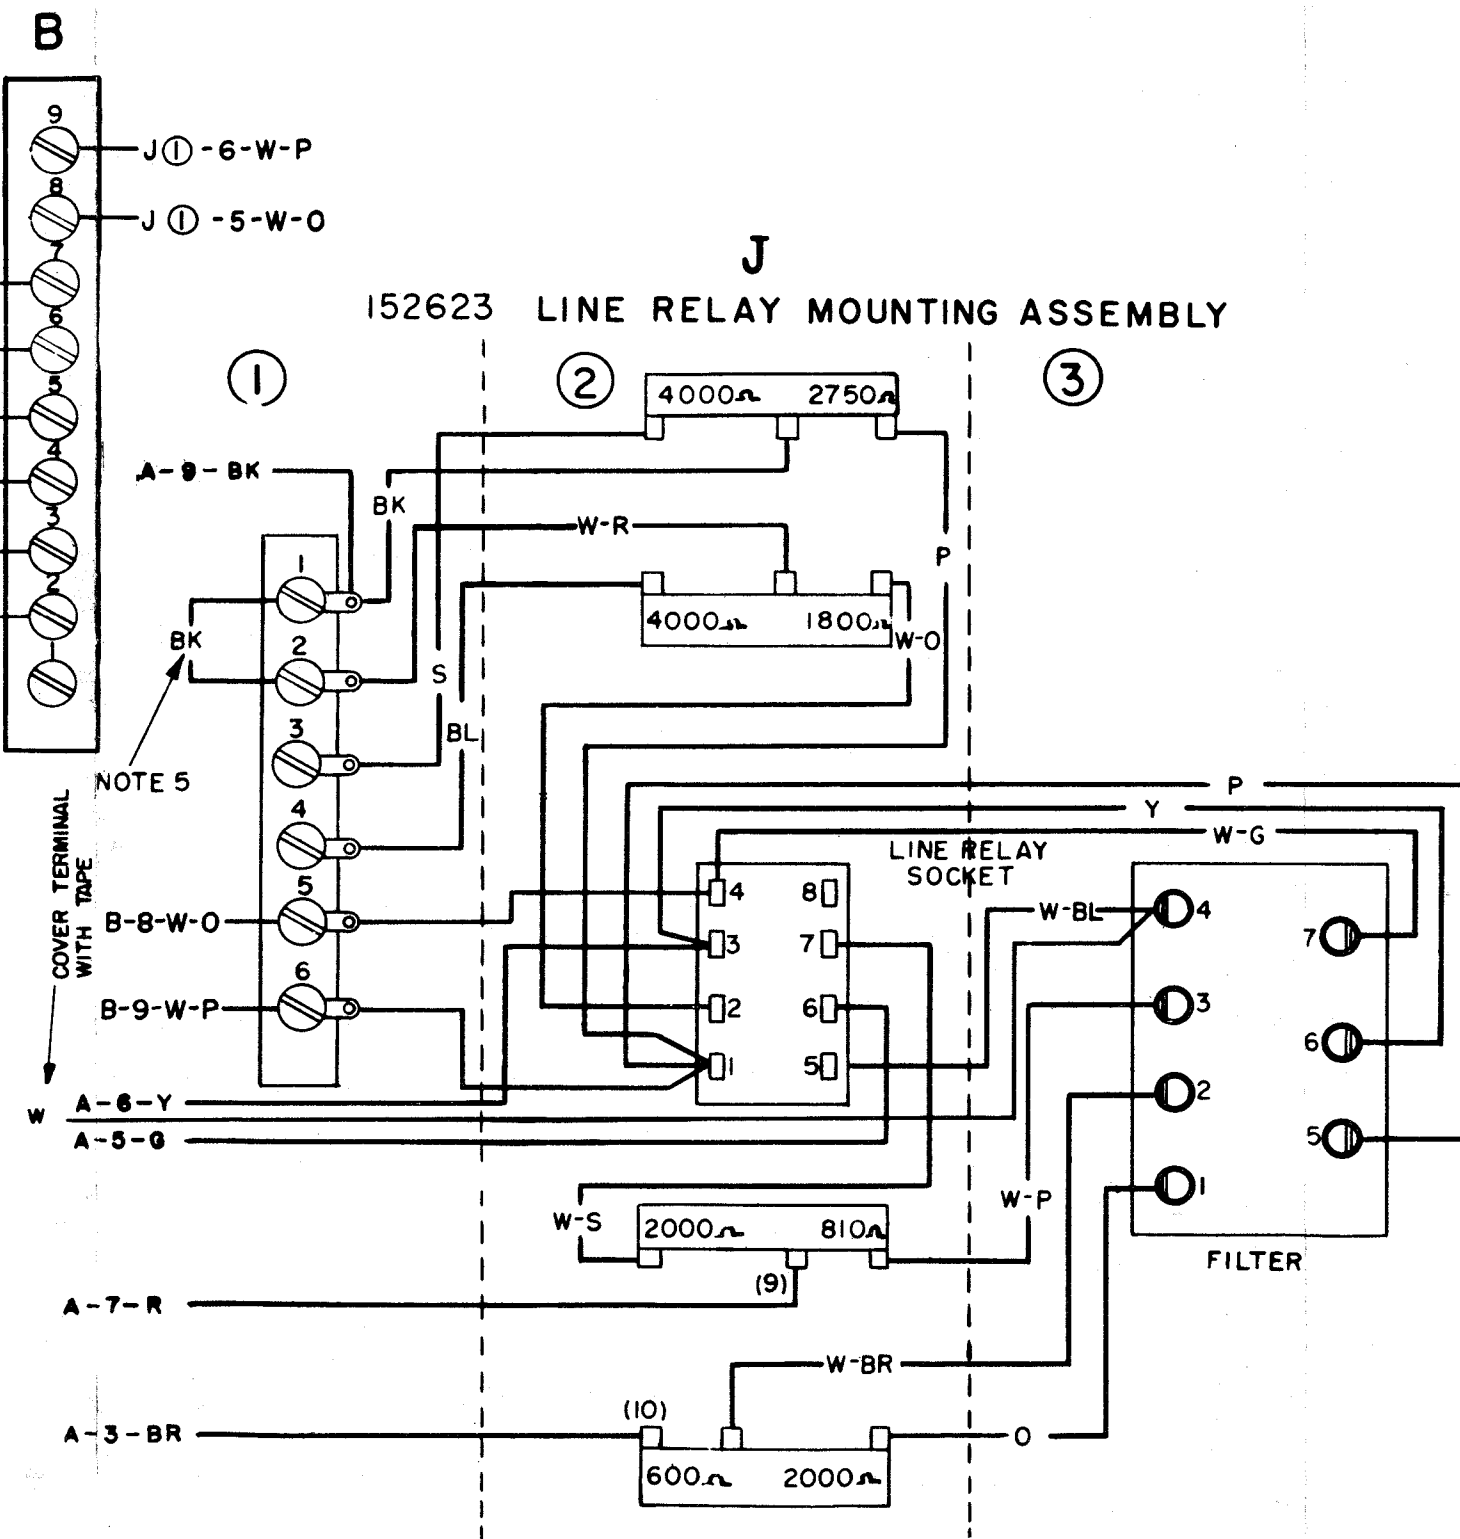 B
9
J ① -6-W-P
8
J ① -5-W-O
7
6
5
4
3
2
1
J
152623 LINE RELAY MOUNTING ASSEMBLY
① ② ③
4000Ω 2750Ω
A-9-BK
BK
W-R
P
1
4000Ω 1800Ω
W-O
BK
2
S
3
BL
NOTE 5
COVER TERMINAL
WITH TAPE
4
P
Y
W-G
LINE RELAY
SOCKET
5
B-8-W-O
4 8
W-BL
4
3 7
7
6
B-9-W-P
2 6
3
6
1 5
2
A-6-Y
W
A-5-G
5
1
W-P
W-S
2000Ω 810Ω
FILTER
(9)
A-7-R
W-BR
(10)
A-3-BR
O
600Ω 2000Ω